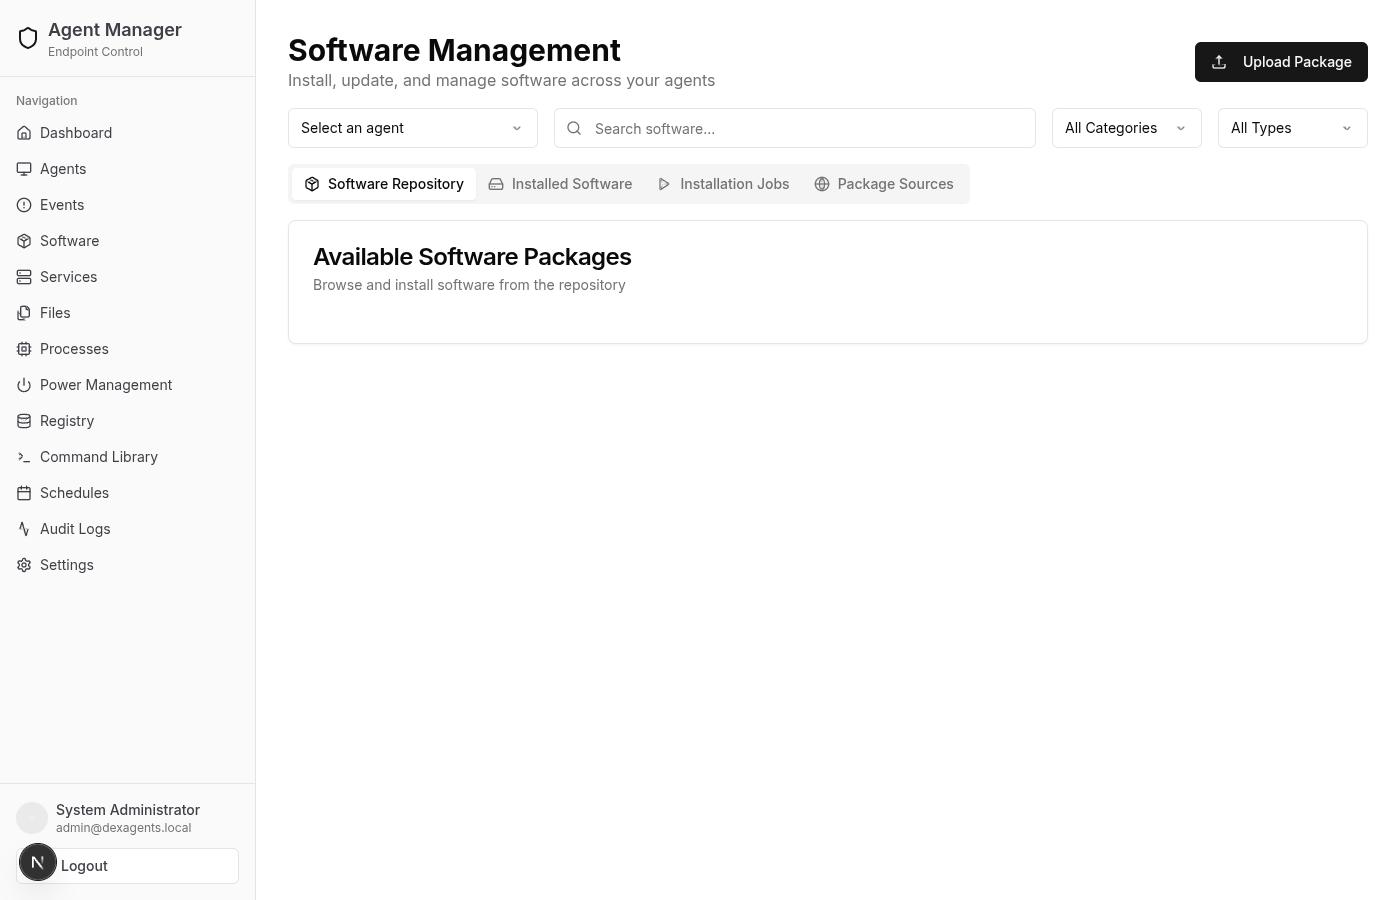 Agent Manager
Endpoint Control
Navigation
Dashboard
Agents
Events
Software
Services
Files
Processes
Power Management
Registry
Command Library
Schedules
Audit Logs
Settings
System Administrator
admin@dexagents.local
N
Logout
Software Management
Install, update, and manage software across your agents
Upload Package
Select an agent
Search software...
All Categories
All Types
Software Repository
Installed Software
Installation Jobs
Package Sources
Available Software Packages
Browse and install software from the repository